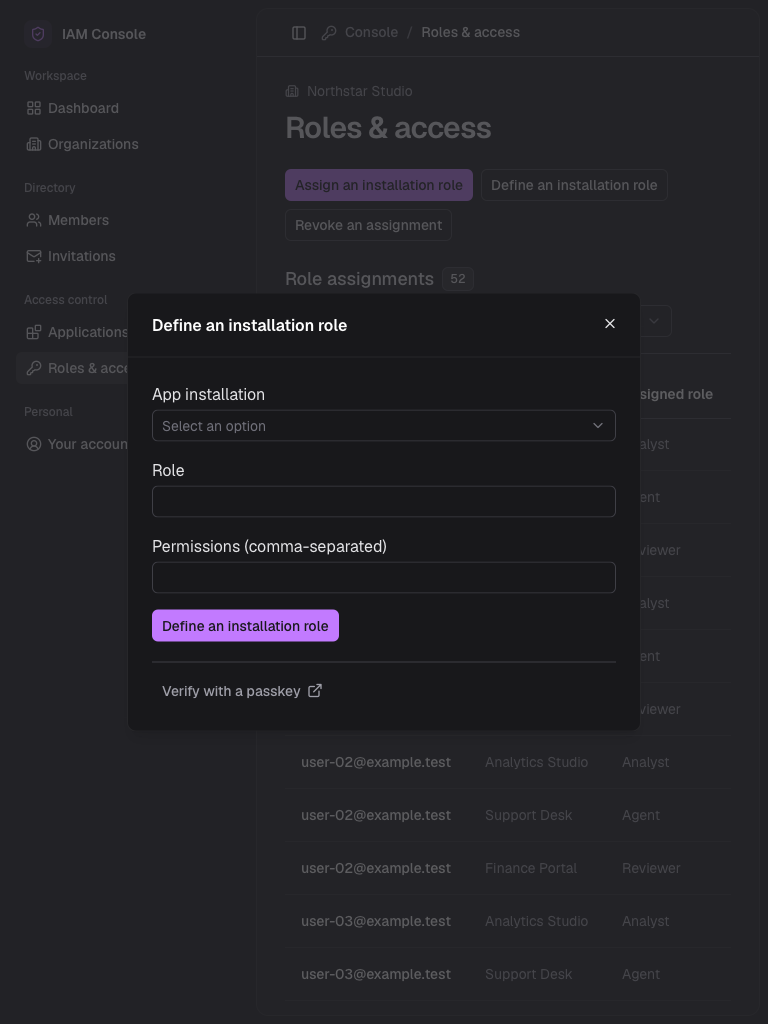 IAM Console
Console / Roles & access
Workspace
Dashboard
Organizations
Directory
Members
Invitations
Access control
Applications
Roles & acce
Personal
Your accoun
Northstar Studio
Roles & access
Assign an installation role
Define an installation role
Revoke an assignment
Role assignments 52
signed role
alyst
ent
viewer
alyst
ent
viewer
Define an installation role
App installation
Select an option
Role
Permissions (comma-separated)
Define an installation role
Verify with a passkey
user-02@example.test Analytics Studio Analyst
user-02@example.test Support Desk Agent
user-02@example.test Finance Portal Reviewer
user-03@example.test Analytics Studio Analyst
user-03@example.test Support Desk Agent